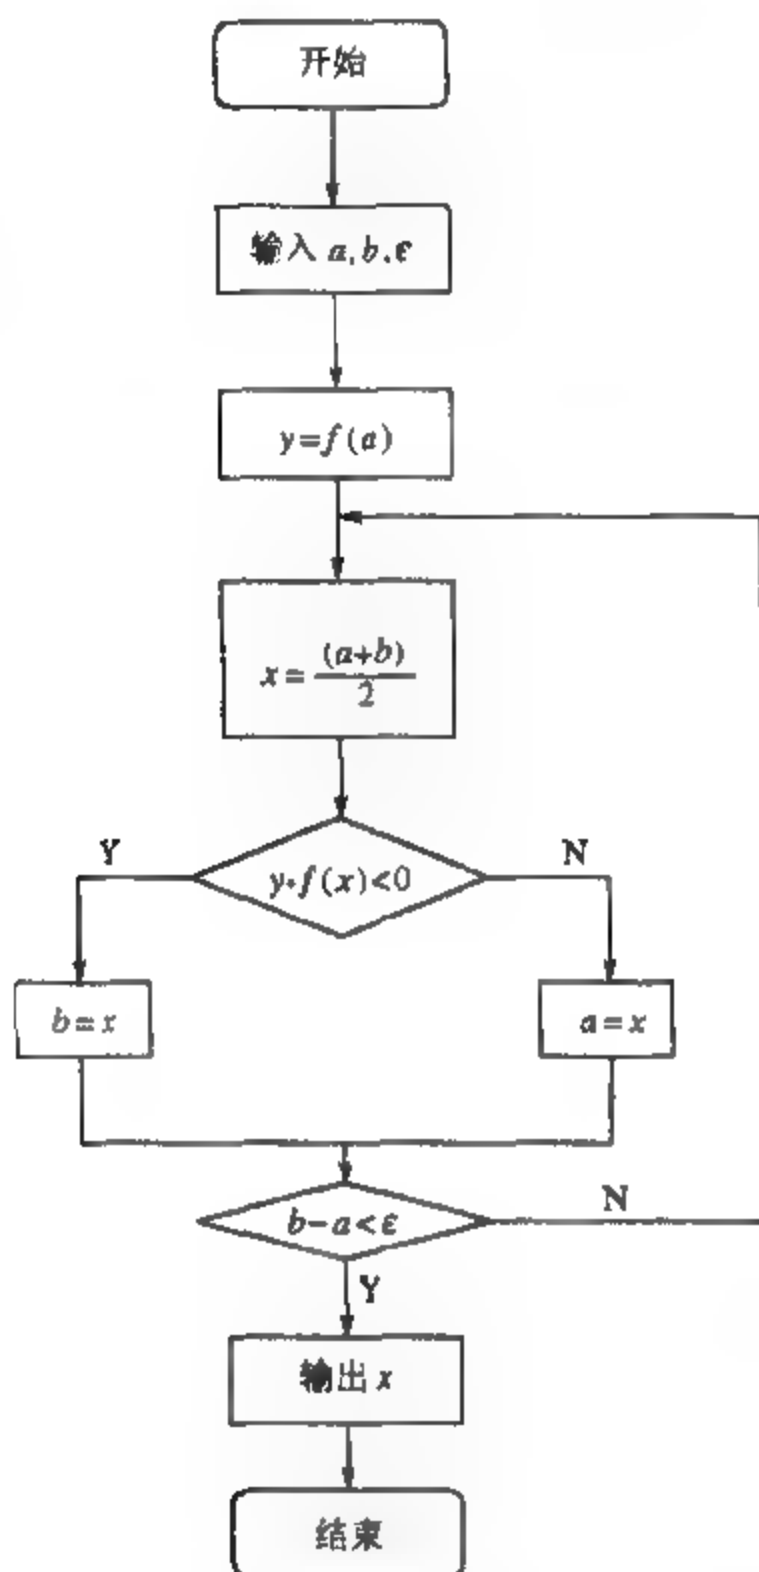 开始
输入 a, b, ε
y=f(a)
x= (a+b)/2
Y
y·f(x)<0
N
b=x
a=x
b-a<ε
N
Y
输出 x
结束